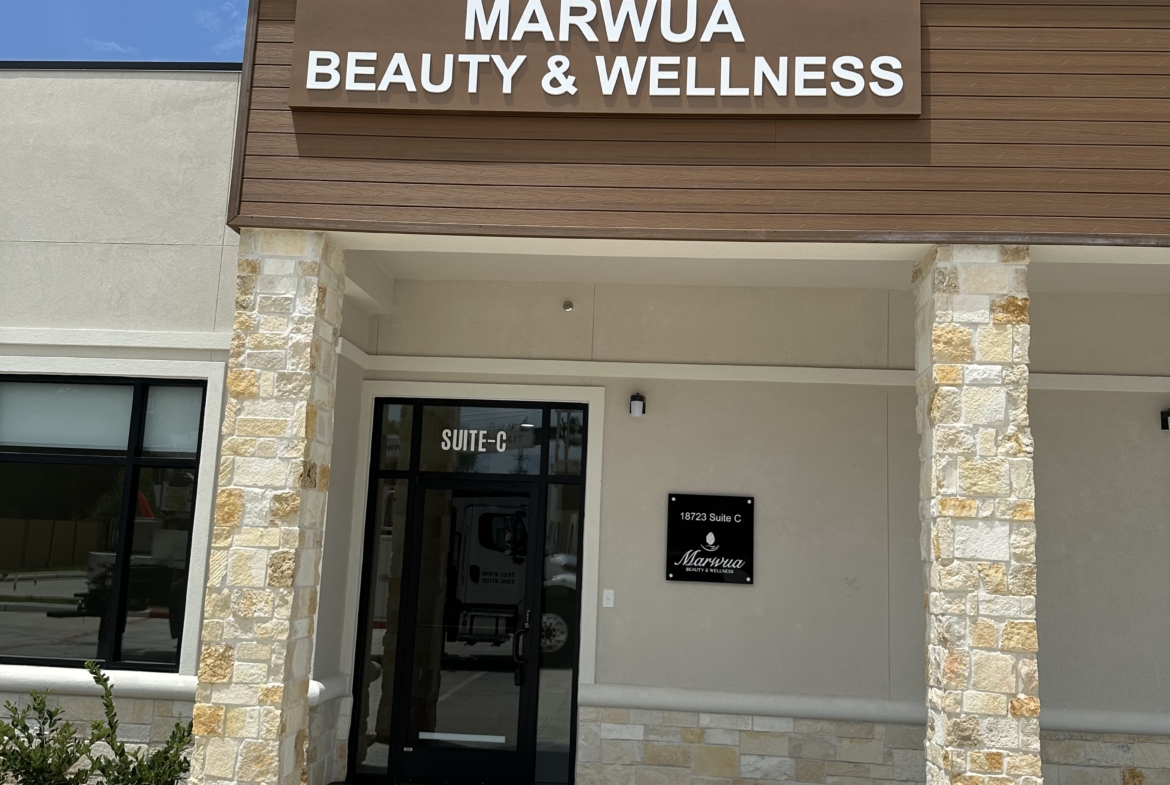 MARWUA
BEAUTY & WELLNESS
SUITE-C
18723 Suite C
Marwua
BEAUTY & WELLNESS